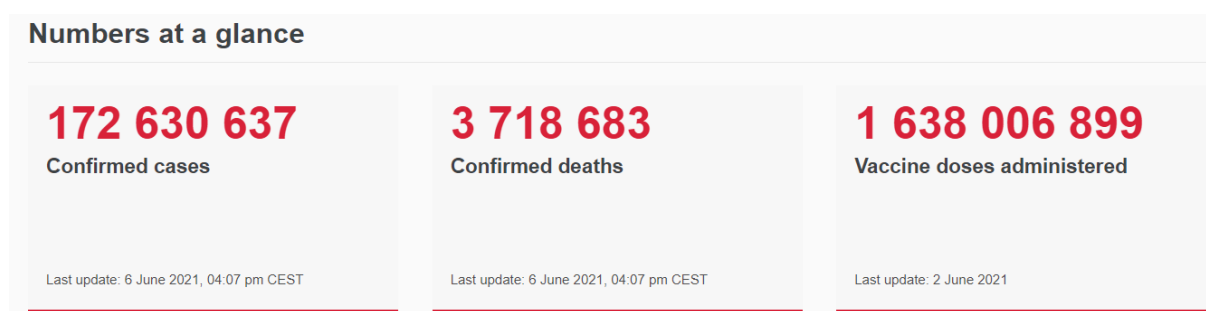 Numbers at a glance
172 630 637
Confirmed cases
Last update: 6 June 2021, 04:07 pm CEST
3 718 683
Confirmed deaths
Last update: 6 June 2021, 04:07 pm CEST
1 638 006 899
Vaccine doses administered
Last update: 2 June 2021